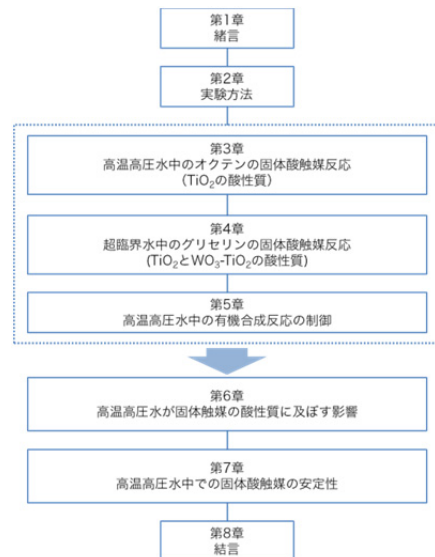 第1章
緒言
第2章
実験方法
第3章
高温高圧水中のオクテンの固体酸触媒反応
（TiO₂の酸性質）
第4章
超臨界水中のグリセリンの固体酸触媒反応
(TiO₂とWO₃-TiO₂の酸性質)
第5章
高温高圧水中の有機合成反応の制御
第6章
高温高圧水が固体触媒の酸性質に及ぼす影響
第7章
高温高圧水中での固体酸触媒の安定性
第8章
結言